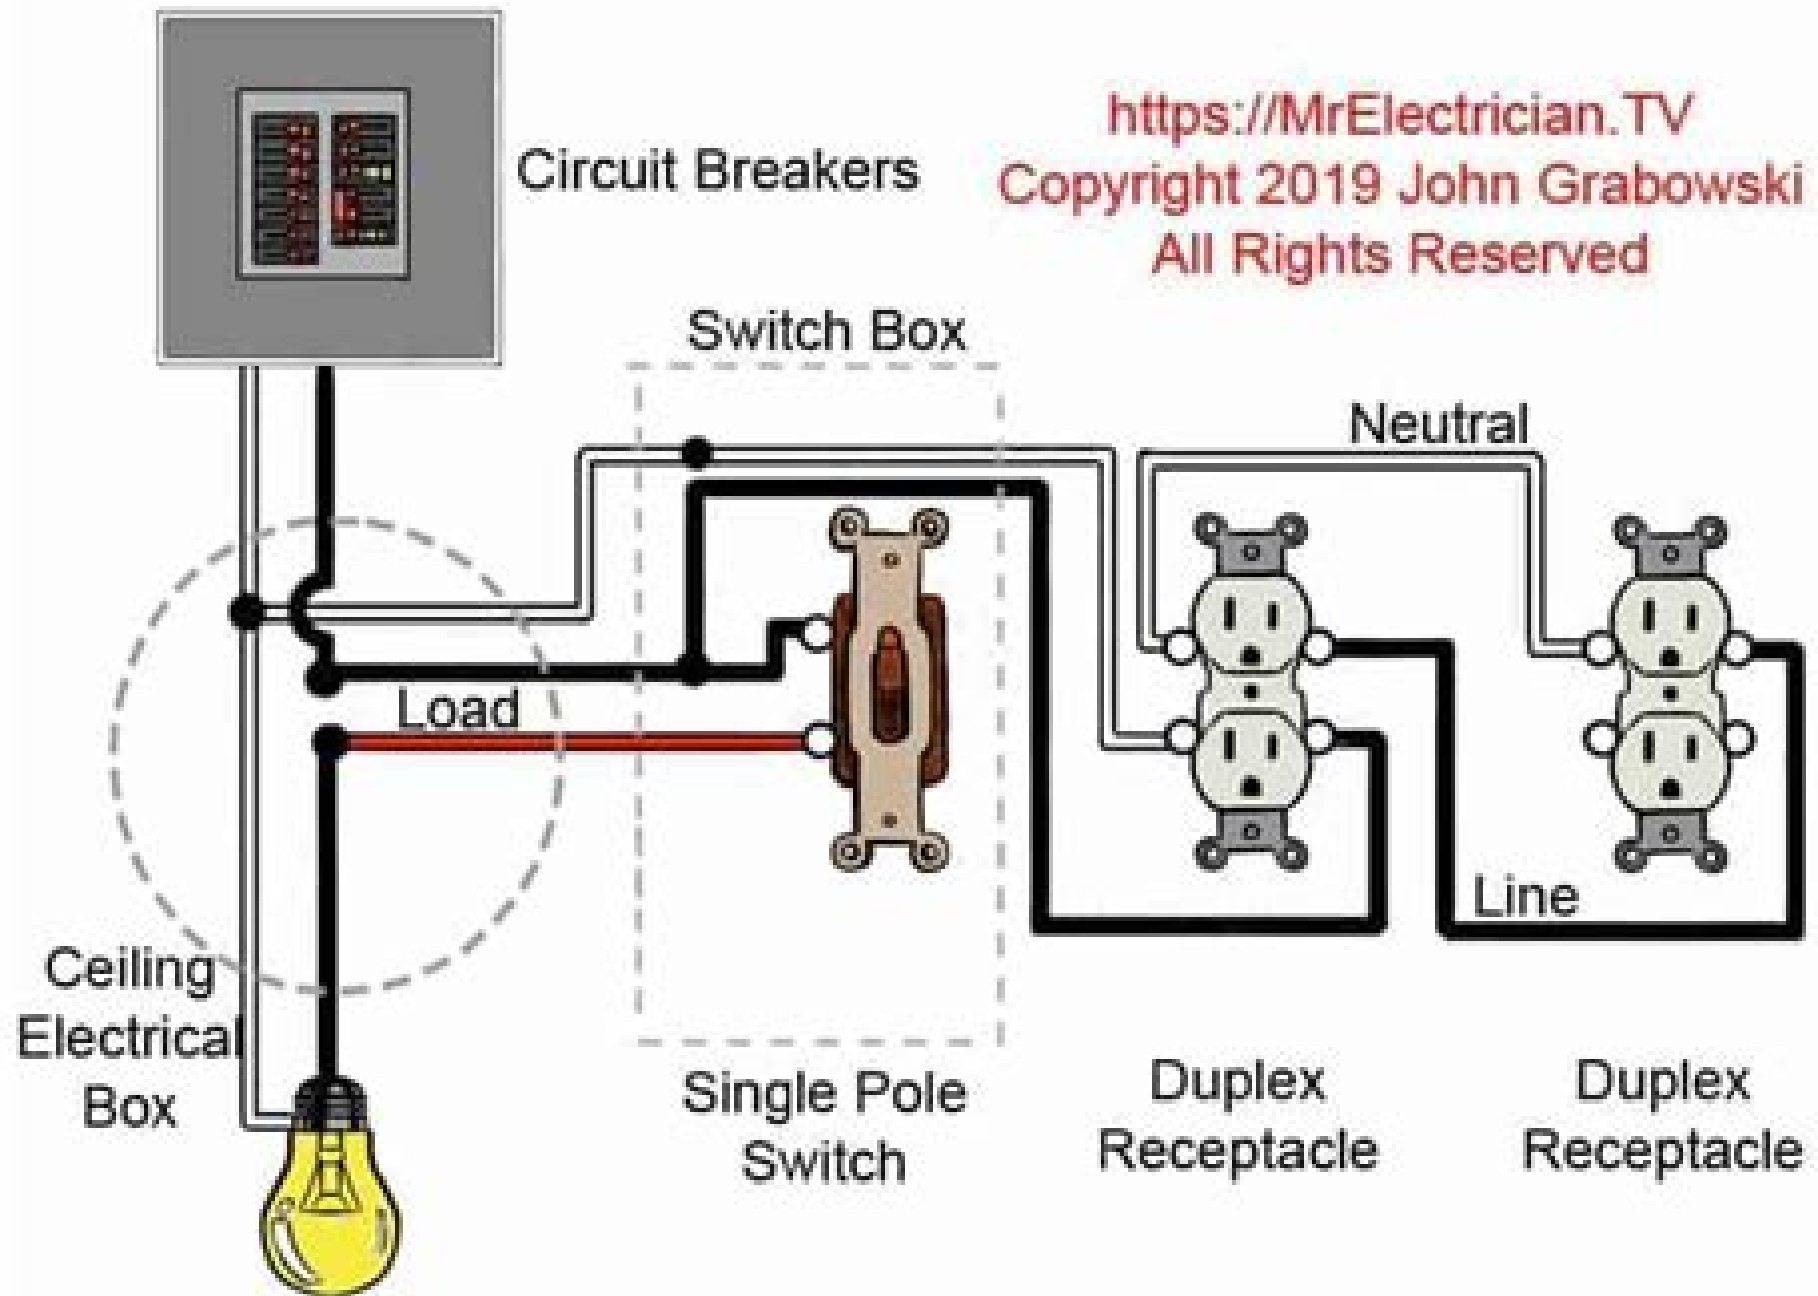 https://MrElectrician.TV
Copyright 2019 John Grabowski
All Rights Reserved
Circuit Breakers
Switch Box
Neutral
Load
Line
Ceiling
Electrical
Box
Single Pole
Switch
Duplex
Receptacle
Duplex
Receptacle